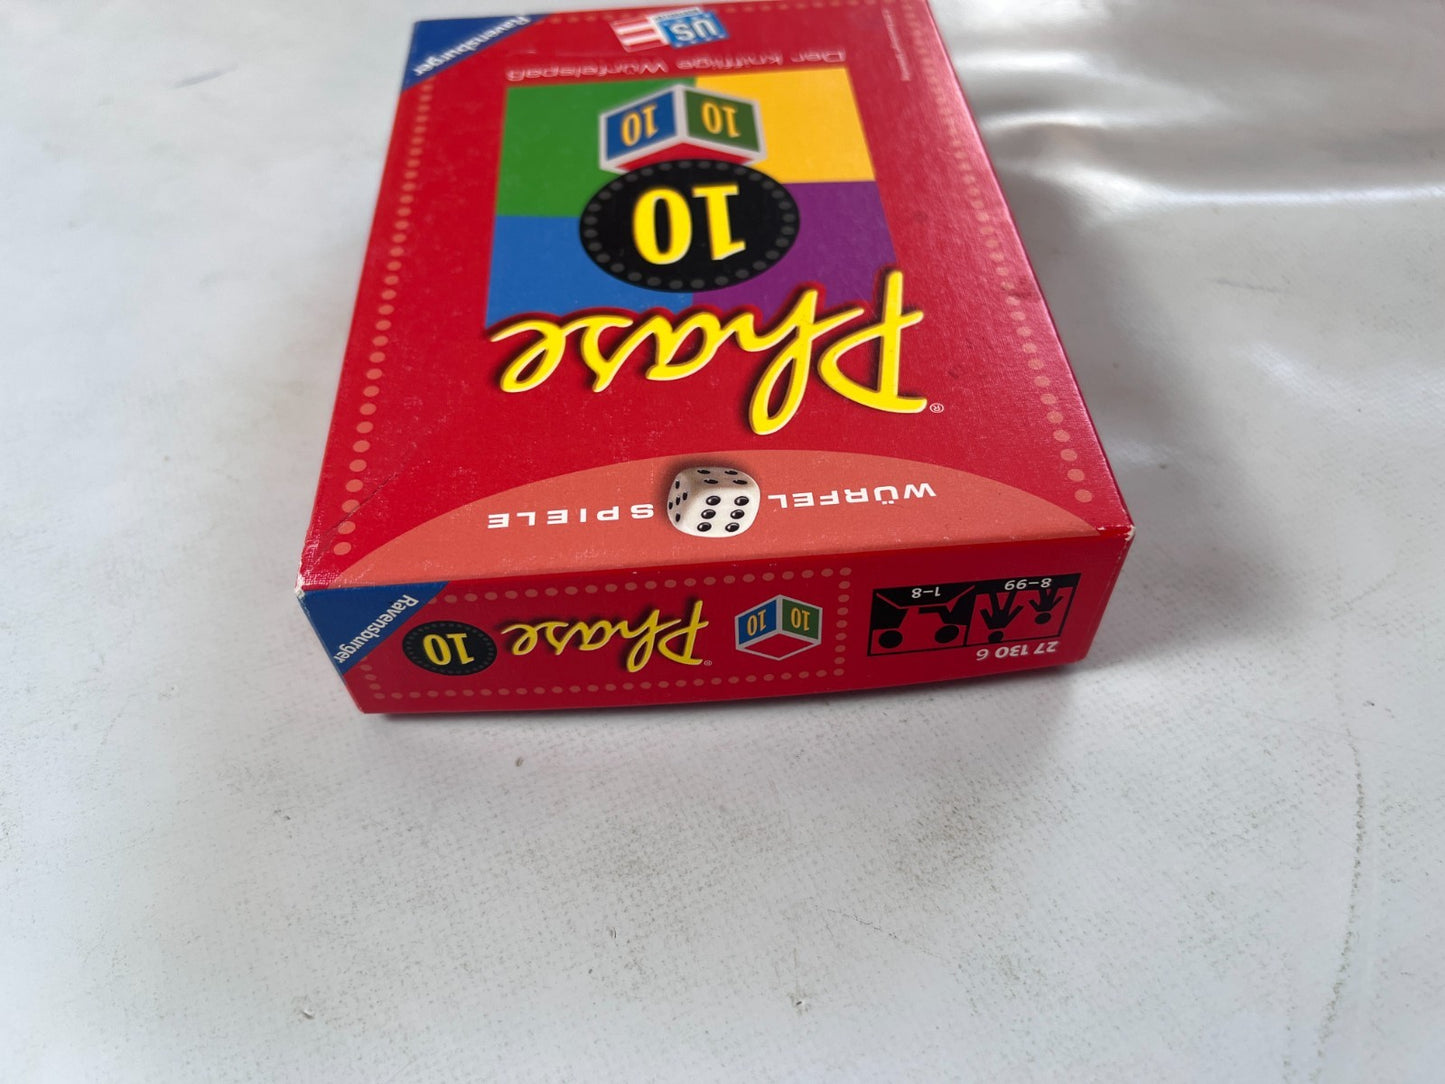 WÜRFEL SPIELE
Phase®
10
10 10
Der knifflige Würfelspaß
US
Ravensburger
27 130 6
8–99
1–8
10 10
Phase®
10
Ravensburger